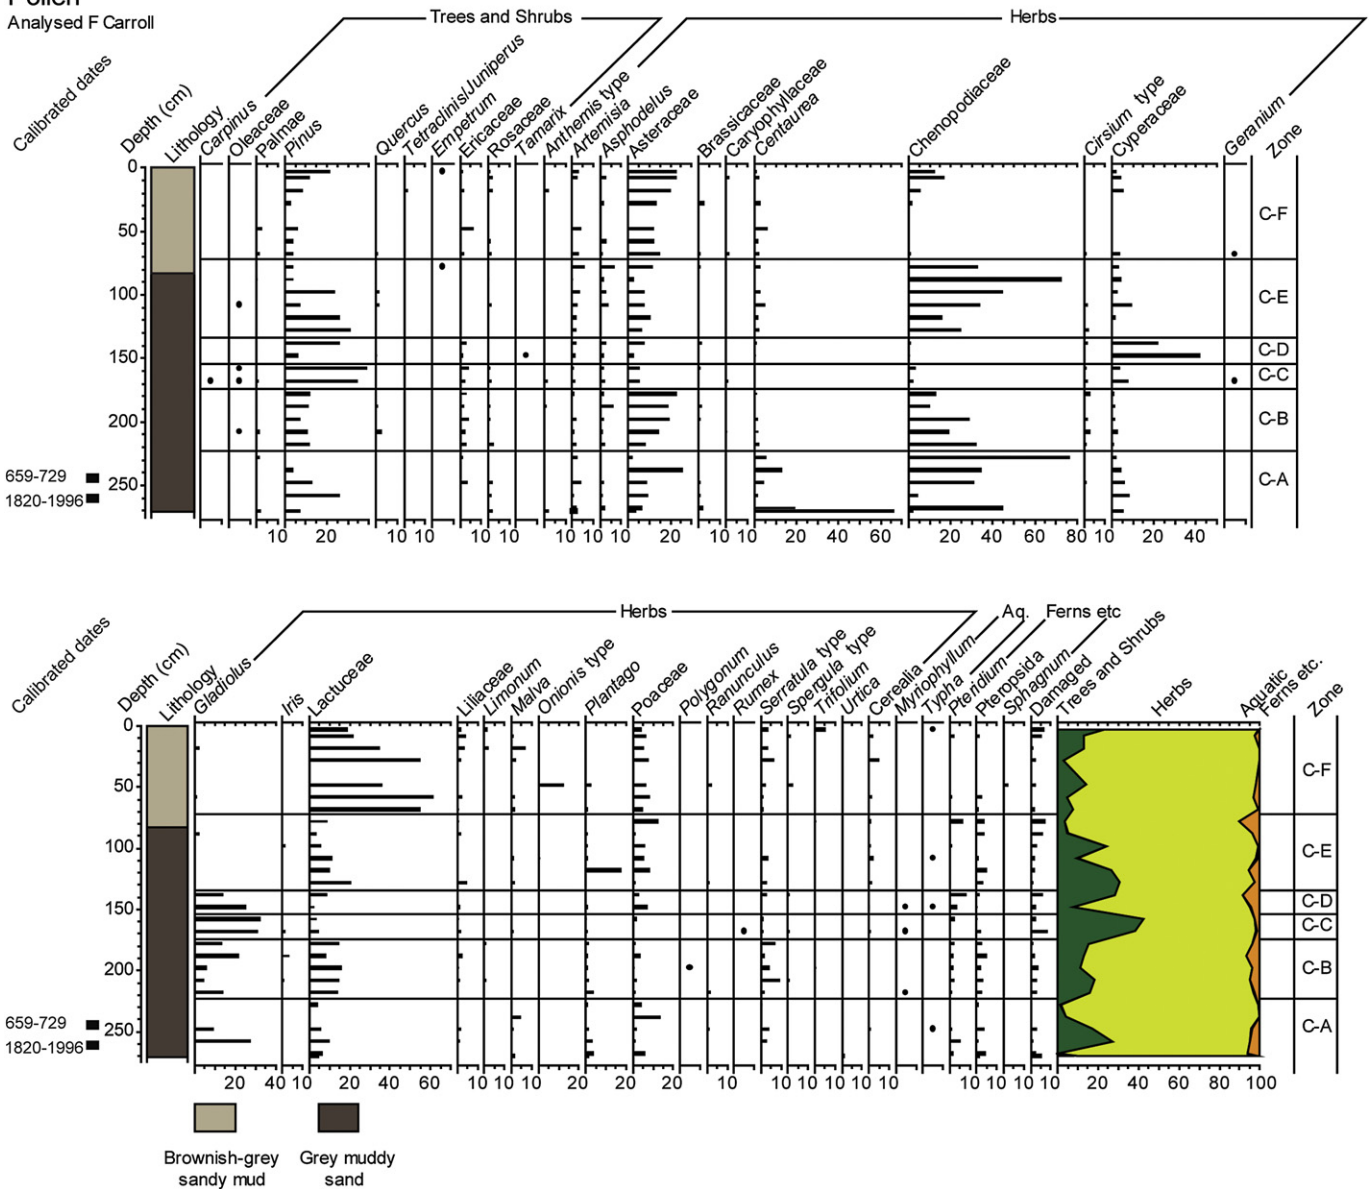 Pollen
Analysed F Carroll
Trees and Shrubs
Herbs
Calibrated dates
Depth (cm)
Lithology
Carpinus
Oleaceae
Palmae
Pinus
Quercus
Tetraclinis/Juniperus
Empetrum
Ericaceae
Rosaceae
Tamarix
Anthemis type
Artemisia
Asphodelus
Asteraceae
Brassicaceae
Caryophyllaceae
Centaurea
Chenopodiaceae
Cirsium type
Cyperaceae
Geranium
Zone
0
50
100
150
200
250
659-729
1820-1996
C-F
C-E
C-D
C-C
C-B
C-A
10 20 10 10 10 10 10 10 10 10 10 20 10 10 20 40 60 20 40 60 80 10 20 40
Herbs
Aq.
Ferns etc
Calibrated dates
Depth (cm)
Lithology
Gladiolus
Iris
Lactuceae
Liliaceae
Limonum
Malva
Onionis type
Plantago
Poaceae
Polygonum
Ranunculus
Rumex
Serratula type
Spergula type
Trifolium
Urtica
Cerealia
Myriophyllum
Typha
Pteridium
Pteropsida
Sphagnum
Damaged
Trees and Shrubs
Herbs
Aquatic
Ferns etc.
Zone
0
50
100
150
200
250
659-729
1820-1996
C-F
C-E
C-D
C-C
C-B
C-A
20 40 10 20 40 60 10 10 10 20 20 20 10 10 10 10 10 10 10 10 10 10 20 40 60 80 100
Brownish-grey
sandy mud
Grey muddy
sand